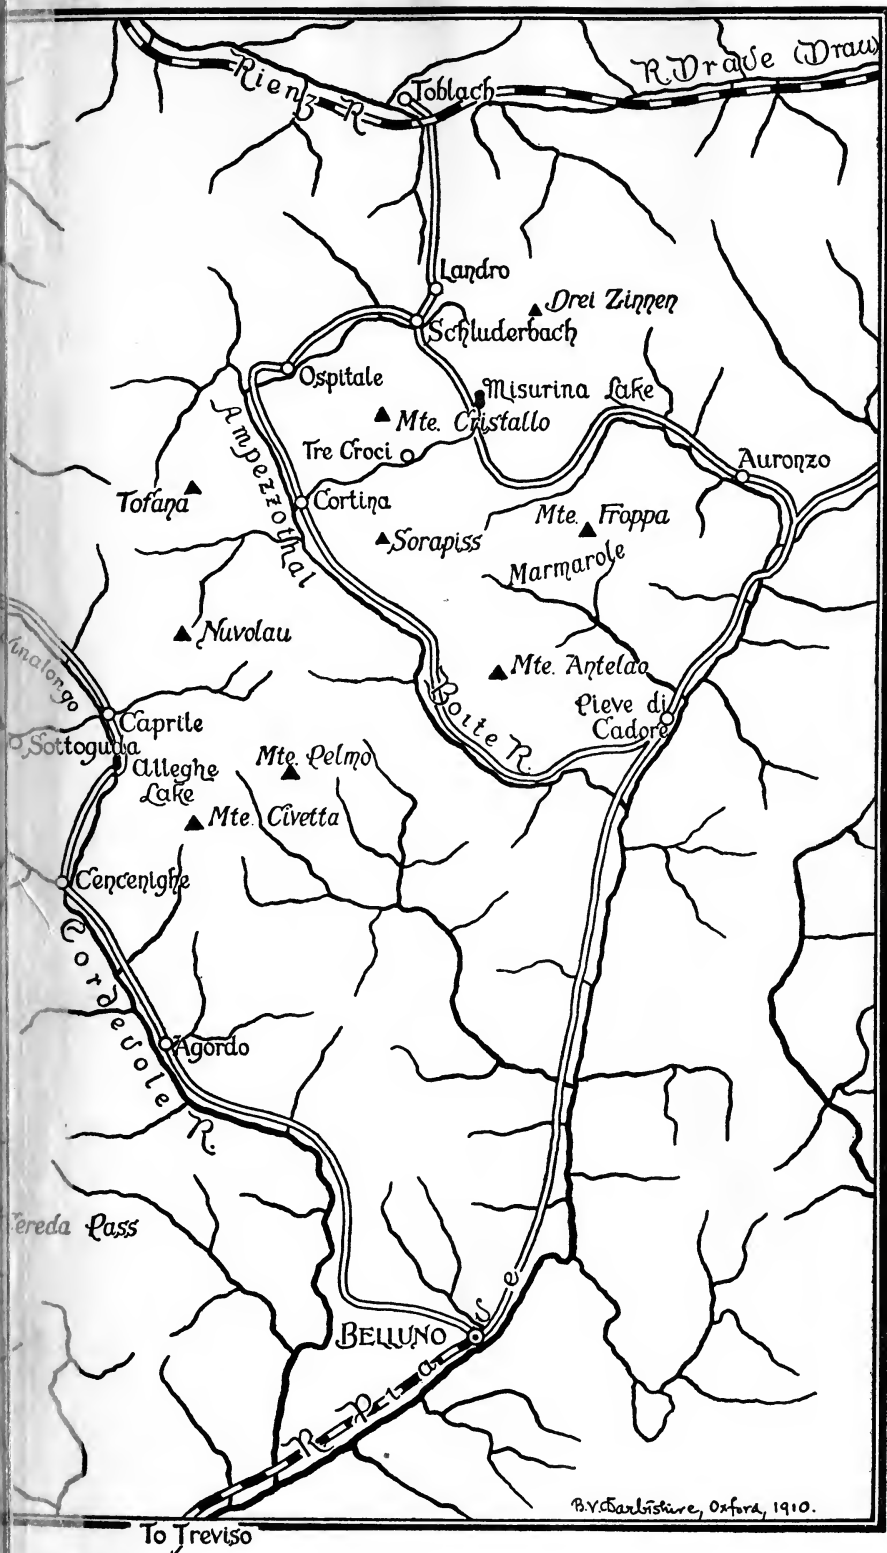 R. Drave (Drau)
Rienz R
Toblach
Landro
Drei Zinnen
Schluderbach
Ospitale
Misurina Lake
Mte. Cristallo
Ampezzothal
Tre Croci
Auronzo
Tofana
Cortina
Mte. Froppa
Sorapiss
Marmarole
Nuvolau
Mte. Antelao
Pieve di
Cadore
Boite R.
Caprile
Sottoguda
Alleghe
Lake
Mte. Pelmo
Mte. Civetta
Cencenighe
Cordevole R.
Agordo
Pass
BELLUNO
R Piave
B.V. Darbishire, Oxford, 1910.
To Treviso